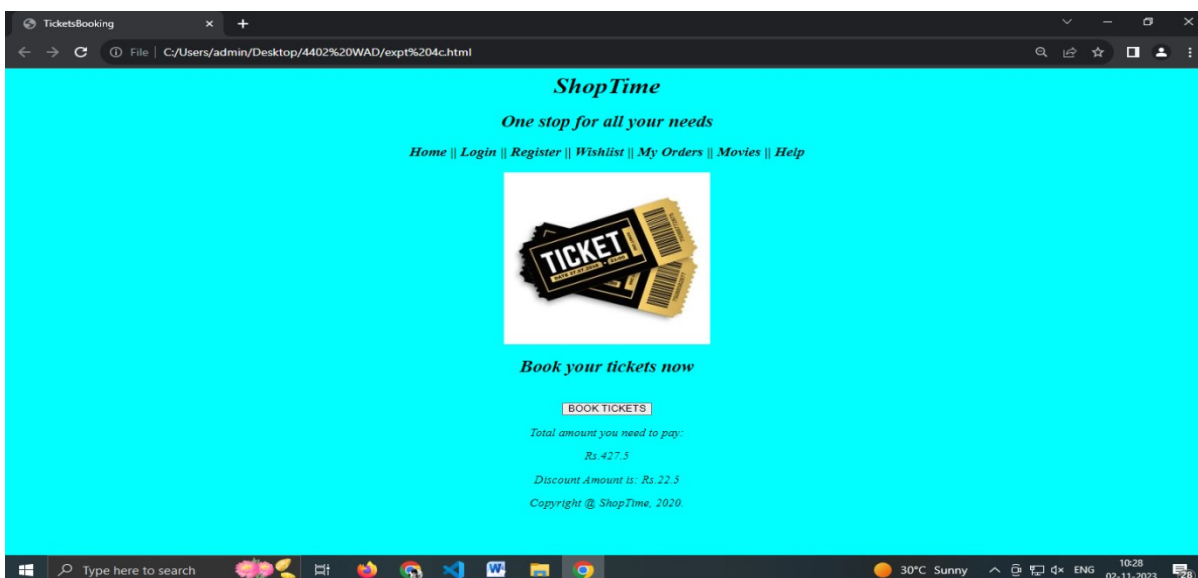 TicketsBooking
File | C:/Users/admin/Desktop/4402%20WAD/expt%204c.html
ShopTime
One stop for all your needs
Home || Login || Register || Wishlist || My Orders || Movies || Help
TICKET
Book your tickets now
BOOK TICKETS
Total amount you need to pay:
Rs.427.5
Discount Amount is: Rs.22.5
Copyright @ ShopTime, 2020.
Type here to search
30°C Sunny
ENG
10:28
02-11-2023